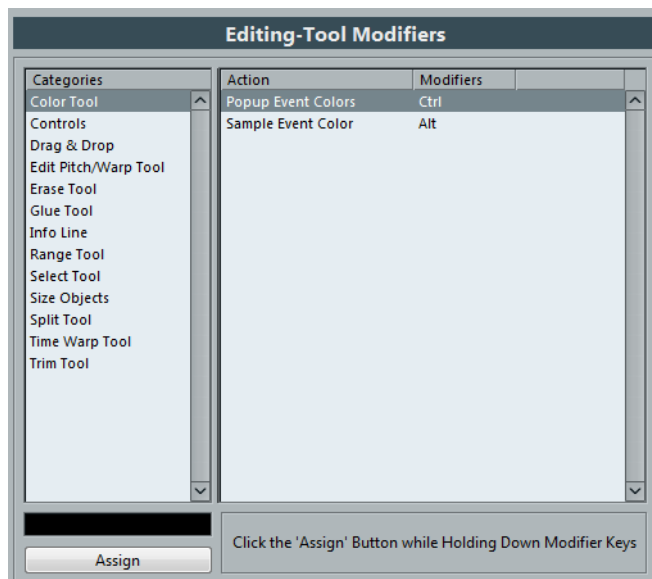 Editing-Tool Modifiers
Categories
Color Tool
Controls
Drag & Drop
Edit Pitch/Warp Tool
Erase Tool
Glue Tool
Info Line
Range Tool
Select Tool
Size Objects
Split Tool
Time Warp Tool
Trim Tool
Action Modifiers
Popup Event Colors Ctrl
Sample Event Color Alt
Assign
Click the 'Assign' Button while Holding Down Modifier Keys